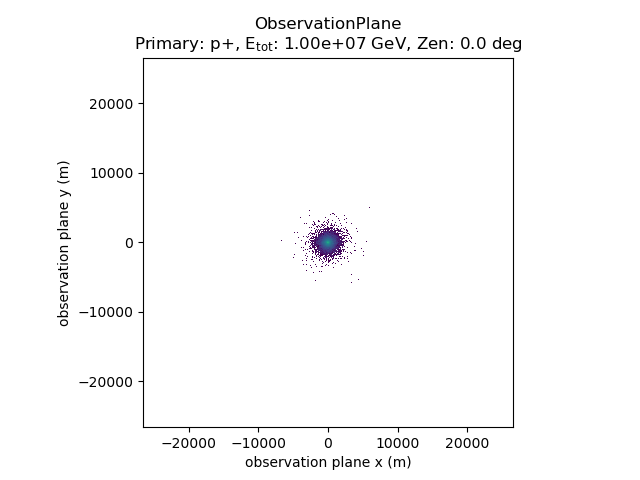 ObservationPlane
Primary: p+, E_tot: 1.00e+07 GeV, Zen: 0.0 deg
observation plane y (m)
20000
10000
0
−10000
−20000
−20000 −10000 0 10000 20000
observation plane x (m)